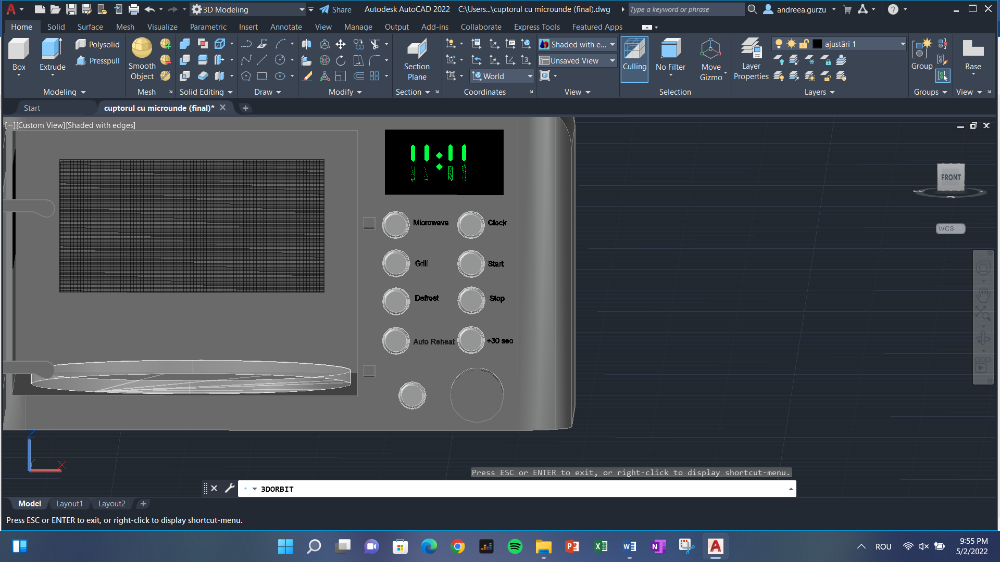 3D Modeling
Share
Autodesk AutoCAD 2022 C:\Users...\cuptorul cu microunde (final).dwg
Type a keyword or phrase
andreea.gurzu
Home Solid Surface Mesh Visualize Parametric Insert Annotate View Manage Output Add-ins Collaborate Express Tools Featured Apps
Box
Extrude
Polysolid
Presspull
Modeling
Smooth
Object
Mesh
Solid Editing
Draw
Modify
Section
Plane
Section
World
Coordinates
Shaded with e...
Unsaved View
View
Culling
No Filter
Move
Gizmo
Selection
Layer
Properties
ajustări 1
Layers
Group
Groups
Base
View
Start
cuptorul cu microunde (final)*
[−][Custom View][Shaded with edges]
11:11
Microwave
Clock
Grill
Start
Defrost
Stop
Auto Reheat
+30 sec
FRONT
WCS
Press ESC or ENTER to exit, or right-click to display shortcut-menu.
3DORBIT
Model Layout1 Layout2
Press ESC or ENTER to exit, or right-click to display shortcut-menu.
ROU
9:55 PM
5/2/2022